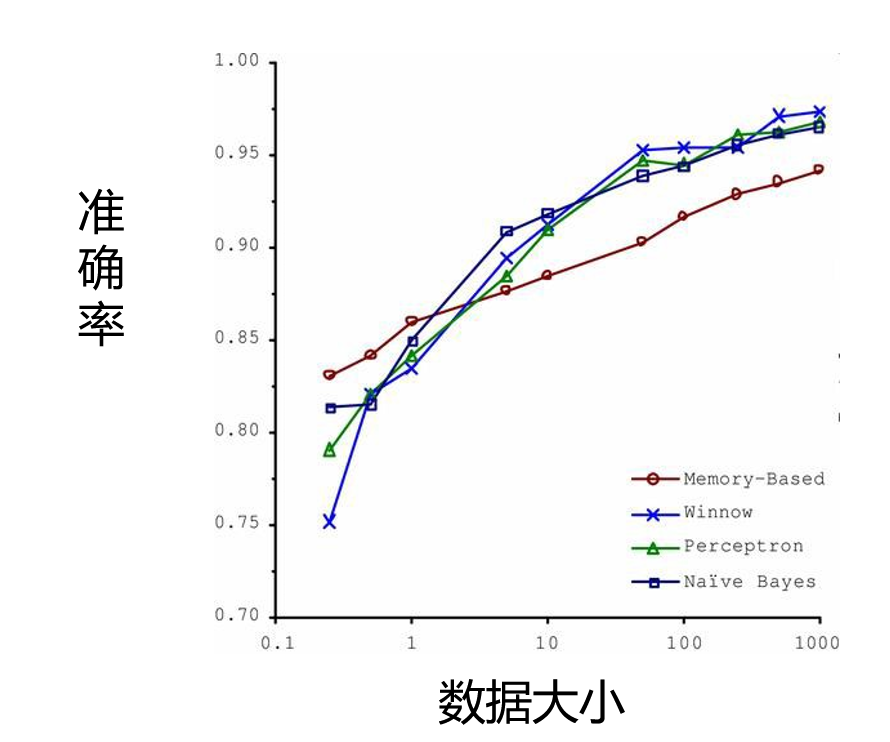 准确率
1.00
0.95
0.90
0.85
0.80
0.75
0.70
0.1 1 10 100 1000
Memory-Based
Winnow
Perceptron
Naïve Bayes
数据大小